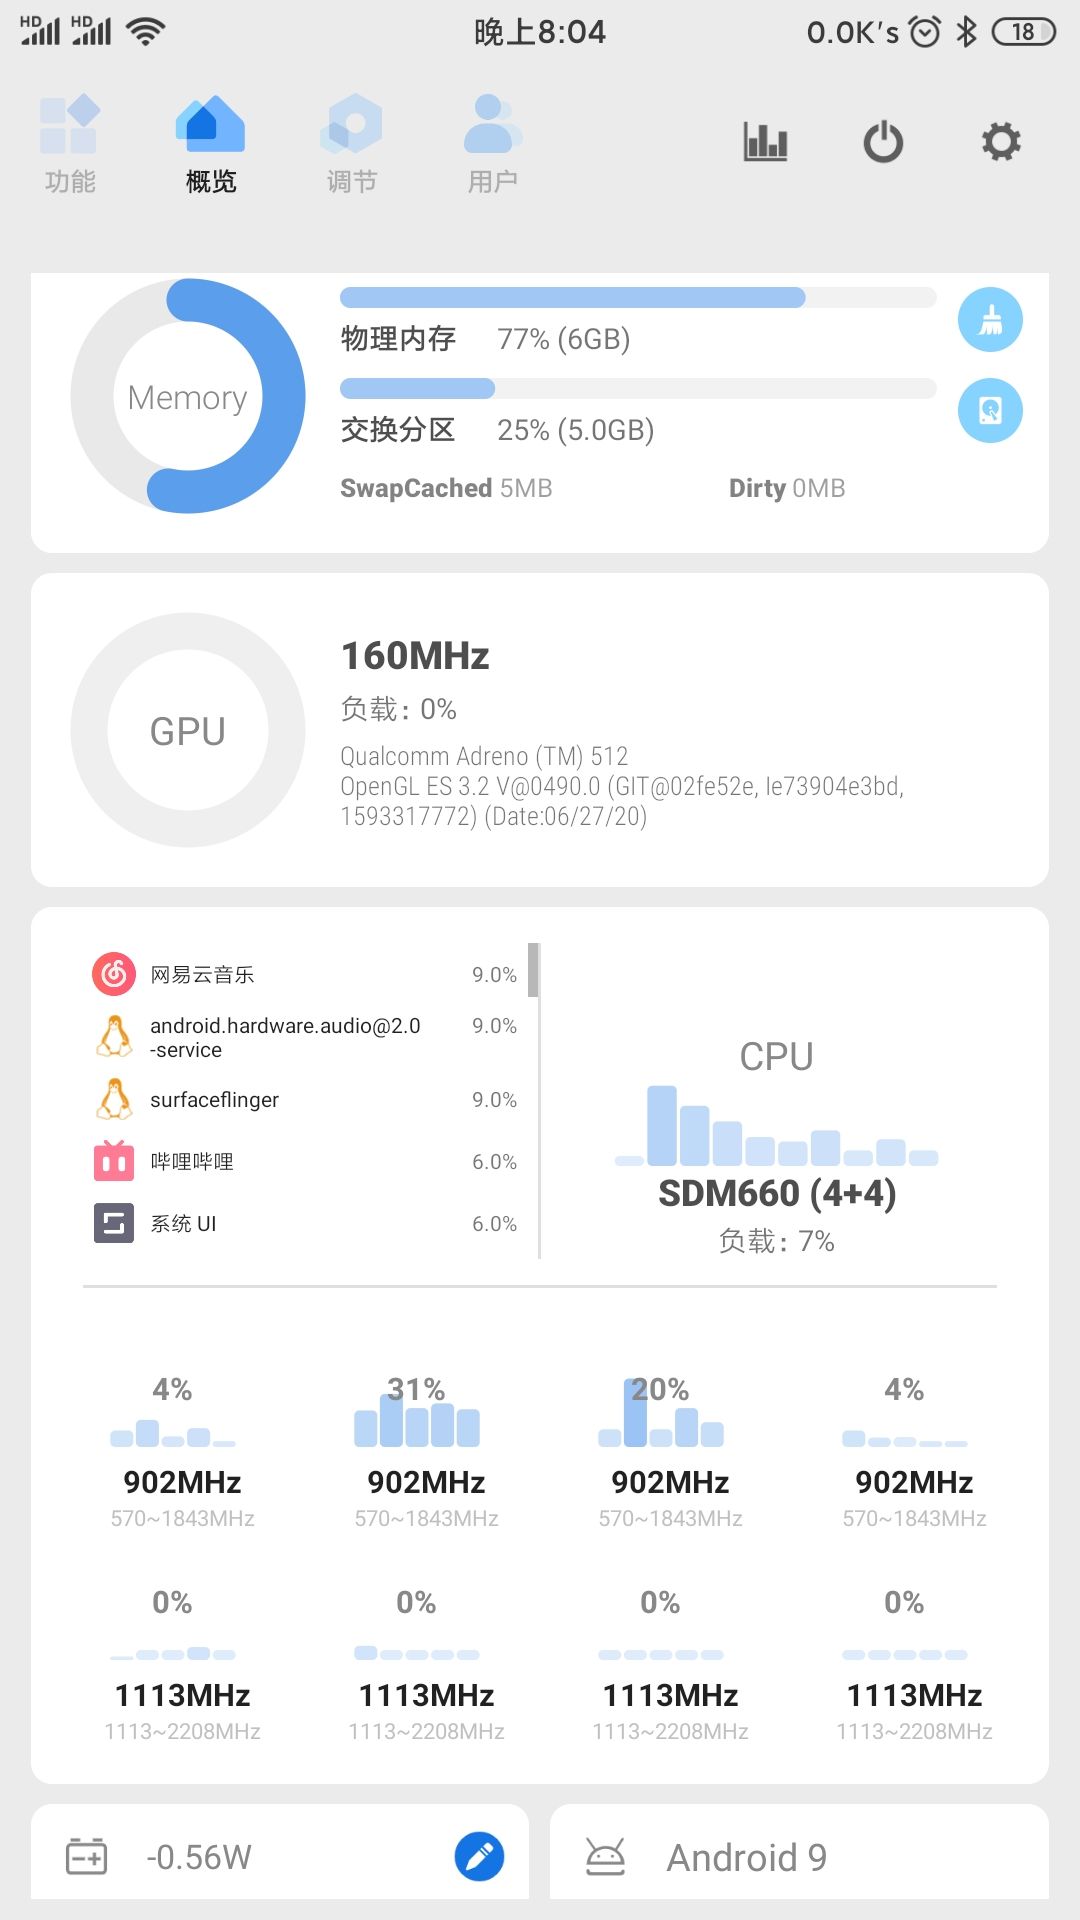 HD HD 晚上8:04 0.0K's 18
功能 概览 调节 用户
Memory
物理内存 77% (6GB)
交换分区 25% (5.0GB)
SwapCached 5MB Dirty 0MB
GPU
160MHz
负载: 0%
Qualcomm Adreno (TM) 512
OpenGL ES 3.2 V@0490.0 (GIT@02fe52e, Ie73904e3bd,
1593317772) (Date:06/27/20)
网易云音乐 9.0%
android.hardware.audio@2.0 9.0%
-service
surfaceflinger 9.0%
哔哩哔哩 6.0%
系统 UI 6.0%
CPU
SDM660 (4+4)
负载: 7%
4% 31% 20% 4%
902MHz 902MHz 902MHz 902MHz
570~1843MHz 570~1843MHz 570~1843MHz 570~1843MHz
0% 0% 0% 0%
1113MHz 1113MHz 1113MHz 1113MHz
1113~2208MHz 1113~2208MHz 1113~2208MHz 1113~2208MHz
-0.56W Android 9